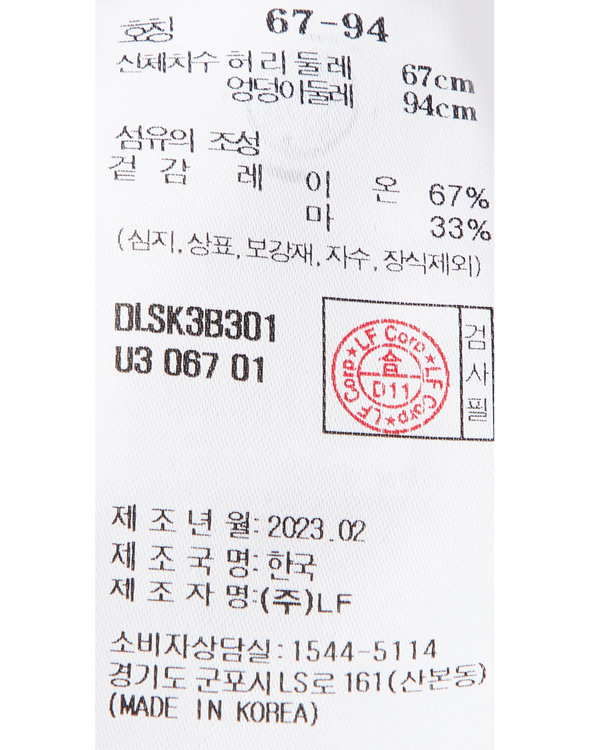 호칭 67-94
신체치수 허리둘레 67cm
엉덩이둘레 94cm
섬유의 조성
겉감 레이온 67%
마 33%
(심지, 상표, 보강재, 자수, 장식제외)
DLSK3B301
U3 067 01
LF Corp★LF Corp★LF Corp★
合
D11
검사필
제조년월: 2023.02
제조국명: 한국
제조자명: (주)LF
소비자상담실: 1544-5114
경기도 군포시 LS로 161(산본동)
(MADE IN KOREA)